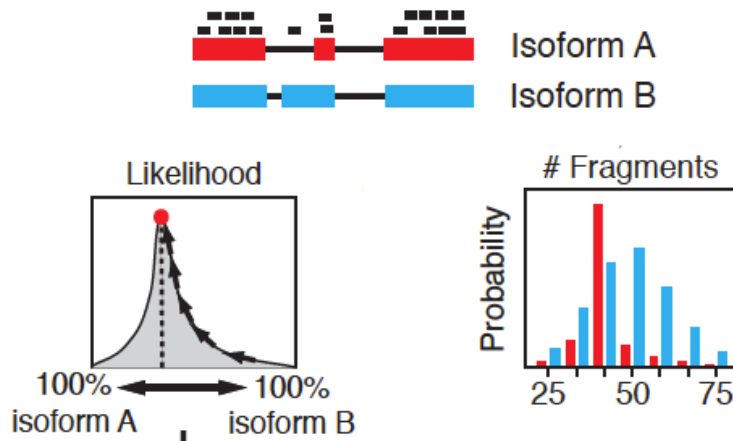 Isoform A
Isoform B
Likelihood
100% 100%
isoform A isoform B
# Fragments
Probability
25 50 75